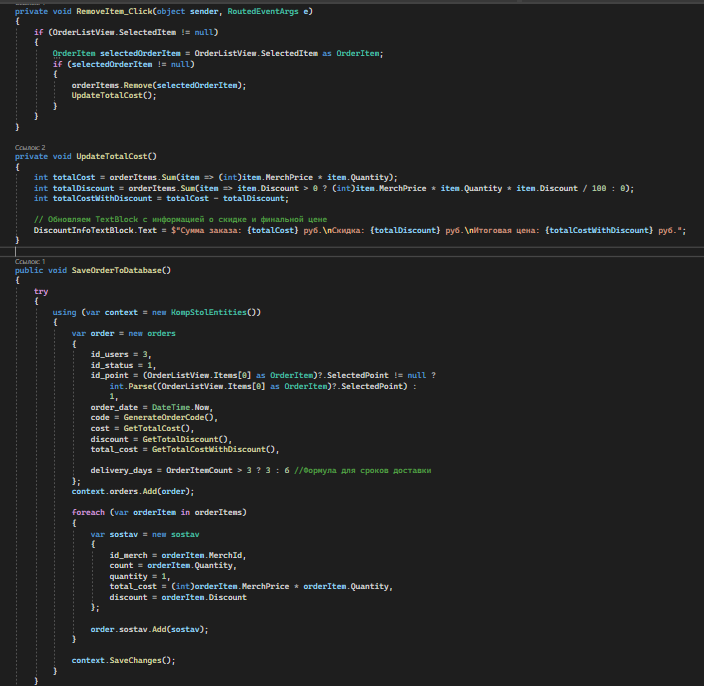 private void RemoveItem_Click(object sender, RoutedEventArgs e)
{
if (OrderListView.SelectedItem != null)
{
OrderItem selectedOrderItem = OrderListView.SelectedItem as OrderItem;
if (selectedOrderItem != null)
{
orderItems.Remove(selectedOrderItem);
UpdateTotalCost();
}
}
}
Ссылок: 2
private void UpdateTotalCost()
{
int totalCost = orderItems.Sum(item => (int)item.MerchPrice * item.Quantity);
int totalDiscount = orderItems.Sum(item => item.Discount > 0 ? (int)item.MerchPrice * item.Quantity * item.Discount / 100 : 0);
int totalCostWithDiscount = totalCost - totalDiscount;
// Обновляем TextBlock с информацией о скидке и финальной цене
DiscountInfoTextBlock.Text = $"Сумма заказа: {totalCost} руб.\nСкидка: {totalDiscount} руб.\nИтоговая цена: {totalCostWithDiscount} руб.";
}
Ссылок: 1
public void SaveOrderToDatabase()
{
try
{
using (var context = new KompStolEntities())
{
var order = new orders
{
id_users = 3,
id_status = 1,
id_point = (OrderListView.Items[0] as OrderItem)?.SelectedPoint != null ?
int.Parse((OrderListView.Items[0] as OrderItem)?.SelectedPoint) :
1,
order_date = DateTime.Now,
code = GenerateOrderCode(),
cost = GetTotalCost(),
discount = GetTotalDiscount(),
total_cost = GetTotalCostWithDiscount(),
delivery_days = OrderItemCount > 3 ? 3 : 6 //Формула для сроков доставки
};
context.orders.Add(order);
foreach (var orderItem in orderItems)
{
var sostav = new sostav
{
id_merch = orderItem.MerchId,
count = orderItem.Quantity,
quantity = 1,
total_cost = (int)orderItem.MerchPrice * orderItem.Quantity,
discount = orderItem.Discount
};
order.sostav.Add(sostav);
}
context.SaveChanges();
}
}